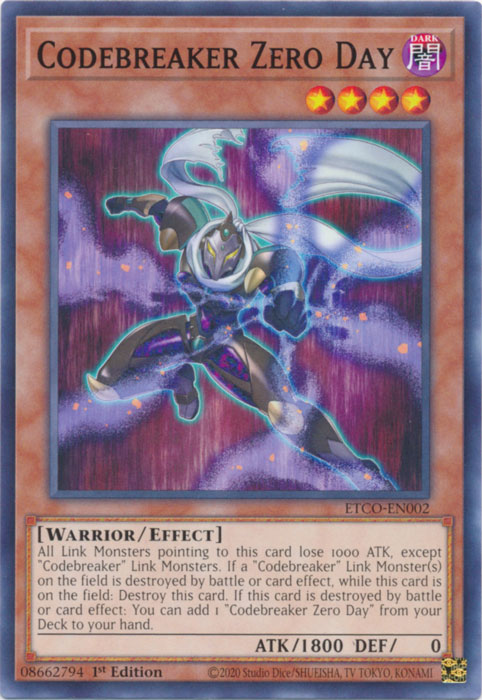 CODEBREAKER ZERO DAY
DARK
闇
ETCO-EN002
[WARRIOR/EFFECT]
All Link Monsters pointing to this card lose 1000 ATK, except
"Codebreaker" Link Monsters. If a "Codebreaker" Link Monster(s)
on the field is destroyed by battle or card effect, while this card is
on the field: Destroy this card. If this card is destroyed by battle
or card effect: You can add 1 "Codebreaker Zero Day" from your
Deck to your hand.
ATK/1800 DEF/ 0
08662794 1st Edition ©2020 Studio Dice/SHUEISHA, TV TOKYO, KONAMI